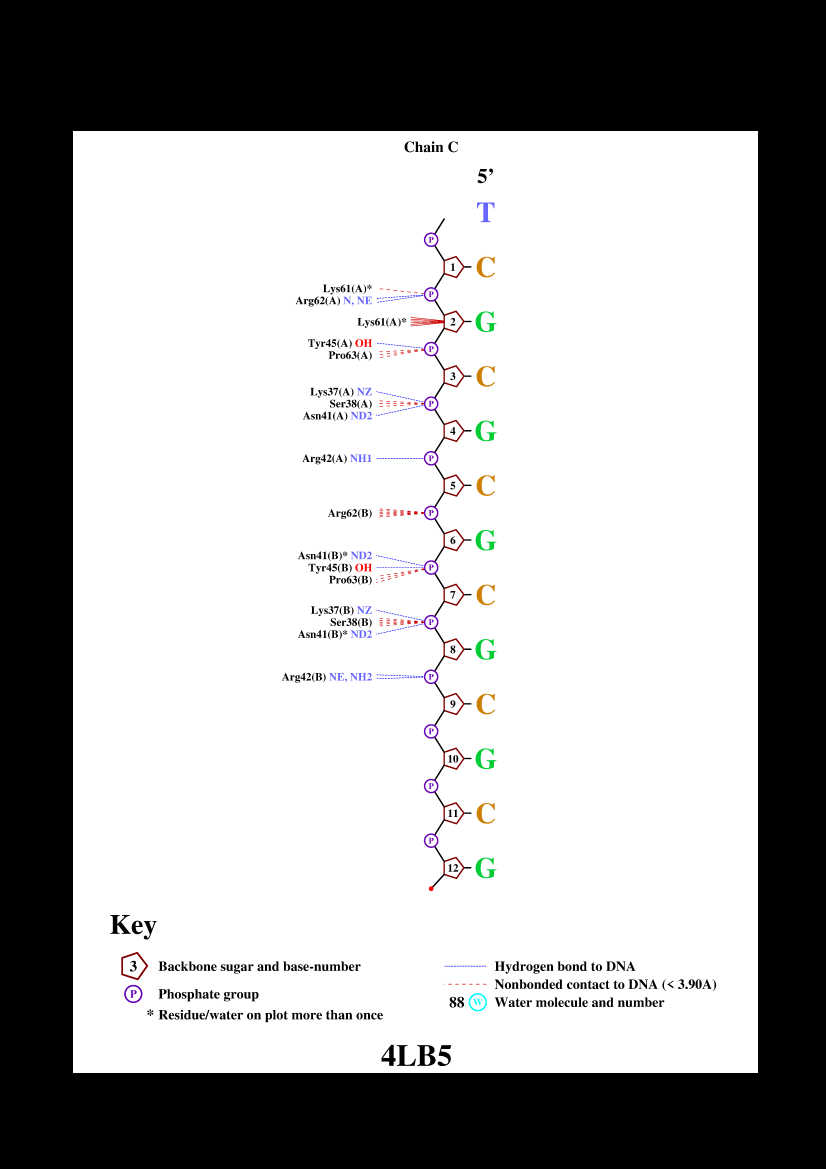 Chain C
5’
T
P
1 C
Lys61(A)*
P
Arg62(A) N, NE
Lys61(A)* 2 G
Tyr45(A) OH
P
Pro63(A)
3 C
Lys37(A) NZ
Ser38(A) P
Asn41(A) ND2
4 G
Arg42(A) NH1 P
5 C
Arg62(B) P
6 G
Asn41(B)* ND2
Tyr45(B) OH P
Pro63(B)
7 C
Lys37(B) NZ
Ser38(B) P
Asn41(B)* ND2
8 G
Arg42(B) NE, NH2 P
9 C
P
10 G
P
11 C
P
12 G
Key
3 Backbone sugar and base-number
P Phosphate group
* Residue/water on plot more than once
Hydrogen bond to DNA
Nonbonded contact to DNA (< 3.90A)
88 W Water molecule and number
4LB5